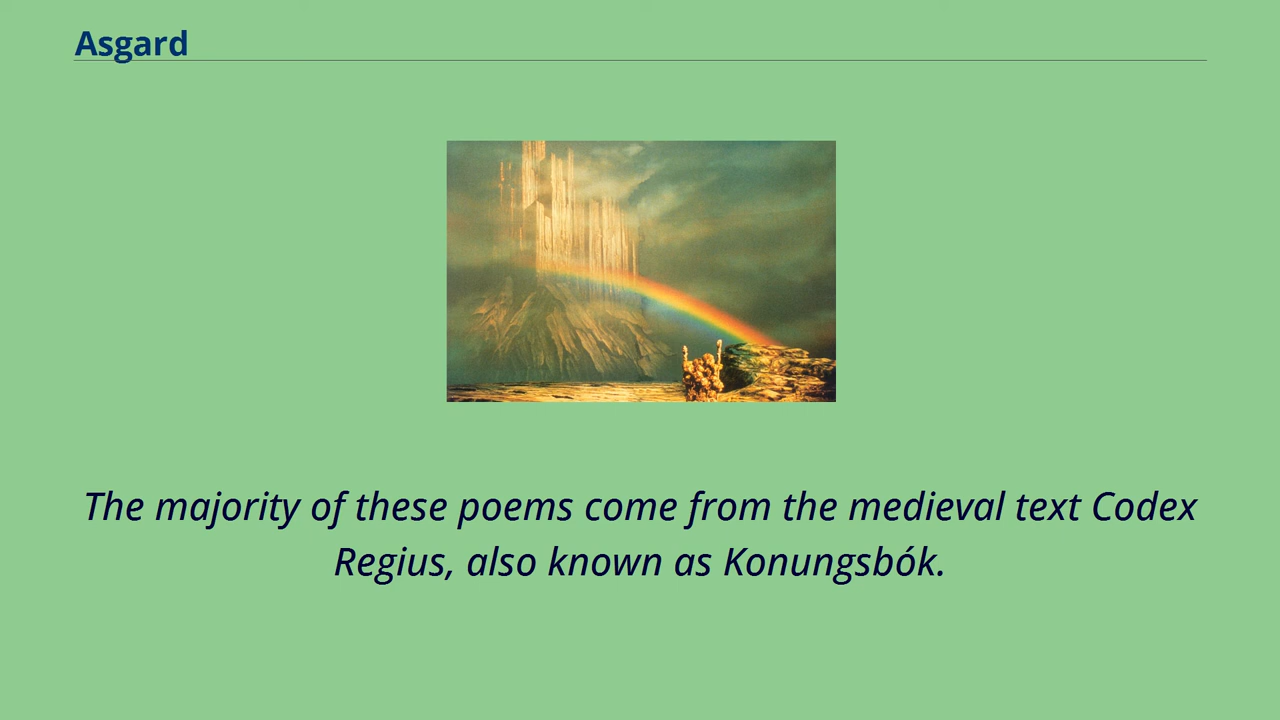 Asgard
The majority of these poems come from the medieval text Codex
Regius, also known as Konungsbók.